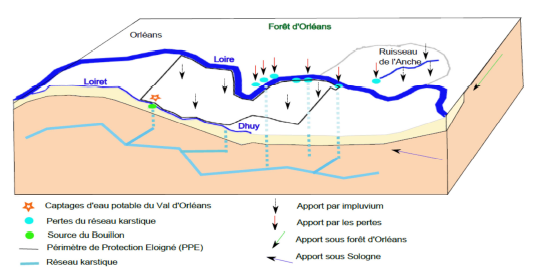 Forêt d'Orléans
Orléans
Ruisseau
de l'Anche
Loire
Loiret
Dhuy
Captages d'eau potable du Val d'Orléans
Pertes du réseau karstique
Source du Bouillon
Périmètre de Protection Eloigné (PPE)
Réseau karstique
Apport par impluvium
Apport par les pertes
Apport sous forêt d'Orléans
Apport sous Sologne